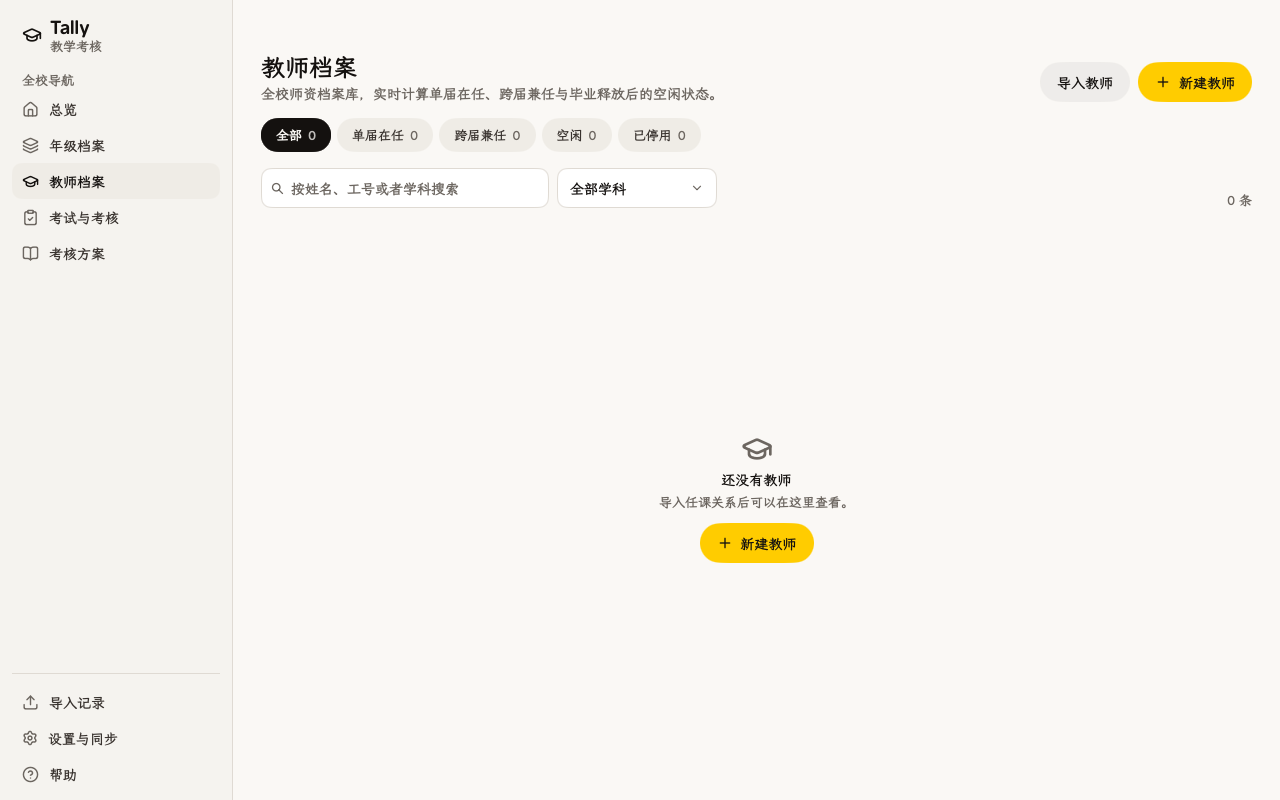 Tally
教学考核
全校导航
总览
年级档案
教师档案
考试与考核
考核方案
导入记录
设置与同步
帮助
教师档案
全校师资档案库，实时计算单届在任、跨届兼任与毕业释放后的空闲状态。
导入教师
新建教师
全部 0
单届在任 0
跨届兼任 0
空闲 0
已停用 0
按姓名、工号或者学科搜索
全部学科
0 条
还没有教师
导入任课关系后可以在这里查看。
新建教师